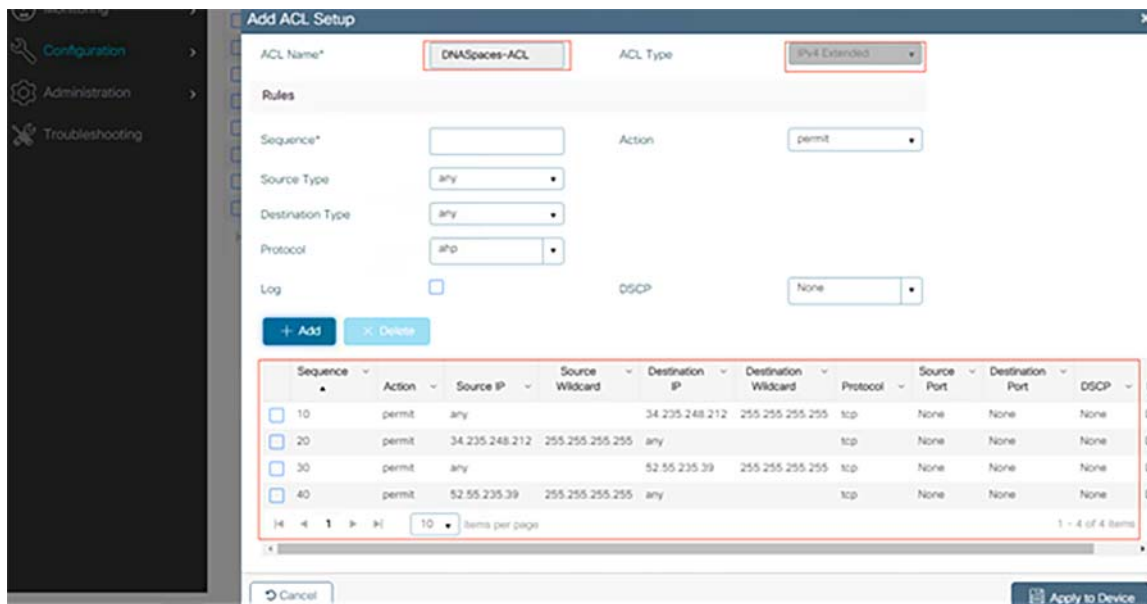 Monitoring
Configuration
Administration
Troubleshooting
Add ACL Setup
ACL Name*
DNASpaces-ACL
ACL Type
IPv4 Extended
Rules
Sequence*
Action
permit
Source Type
any
Destination Type
any
Protocol
ahp
Log
DSCP
None
+ Add
× Delete
Sequence Action Source IP Source Wildcard Destination IP Destination Wildcard Protocol Source Port Destination Port DSCP
10 permit any 34.235.248.212 255.255.255.255 tcp None None None
20 permit 34.235.248.212 255.255.255.255 any tcp None None None
30 permit any 52.55.235.39 255.255.255.255 tcp None None None
40 permit 52.55.235.39 255.255.255.255 any tcp None None None
1 10 items per page 1 - 4 of 4 items
Cancel
Apply to Device